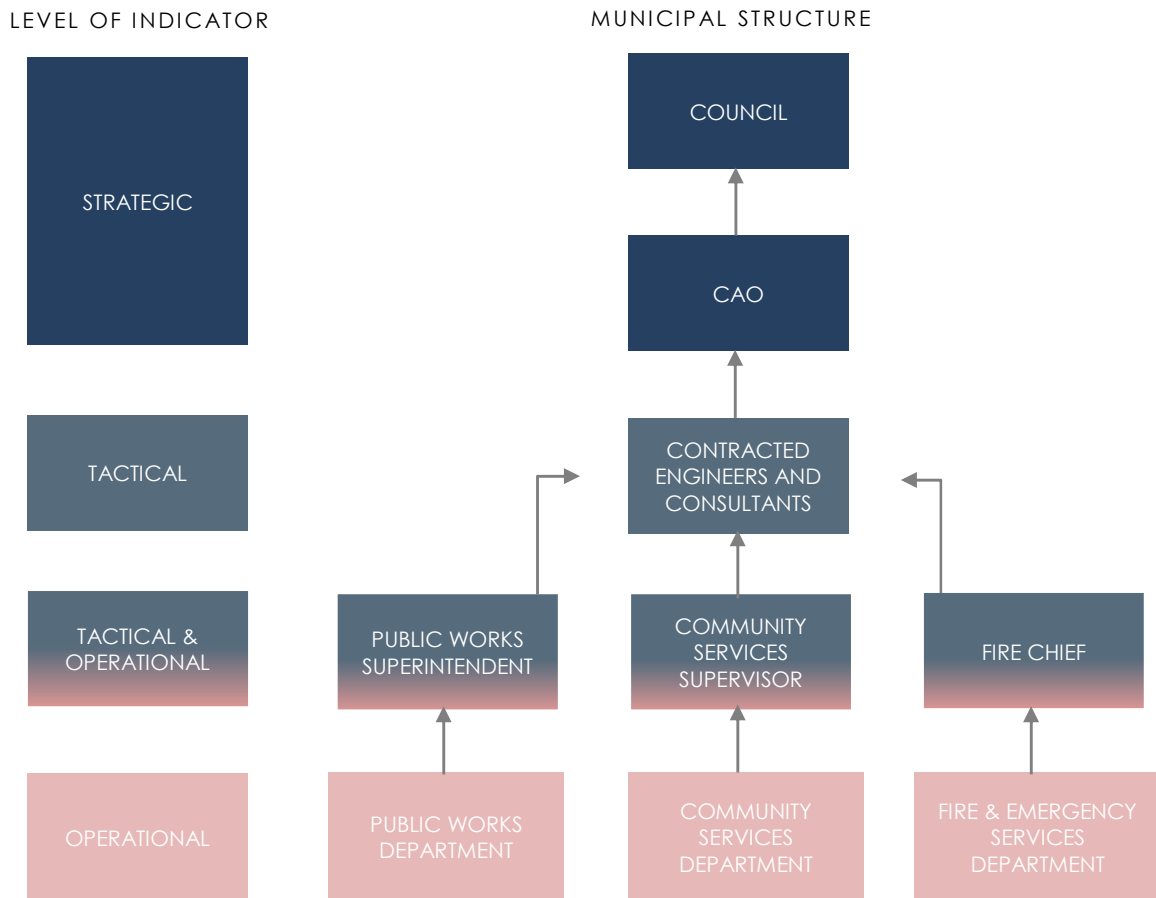 LEVEL OF INDICATOR
MUNICIPAL STRUCTURE
STRATEGIC
COUNCIL
CAO
TACTICAL
CONTRACTED
ENGINEERS AND
CONSULTANTS
TACTICAL &
OPERATIONAL
PUBLIC WORKS
SUPERINTENDENT
COMMUNITY
SERVICES
SUPERVISOR
FIRE CHIEF
OPERATIONAL
PUBLIC WORKS
DEPARTMENT
COMMUNITY
SERVICES
DEPARTMENT
FIRE & EMERGENCY
SERVICES
DEPARTMENT